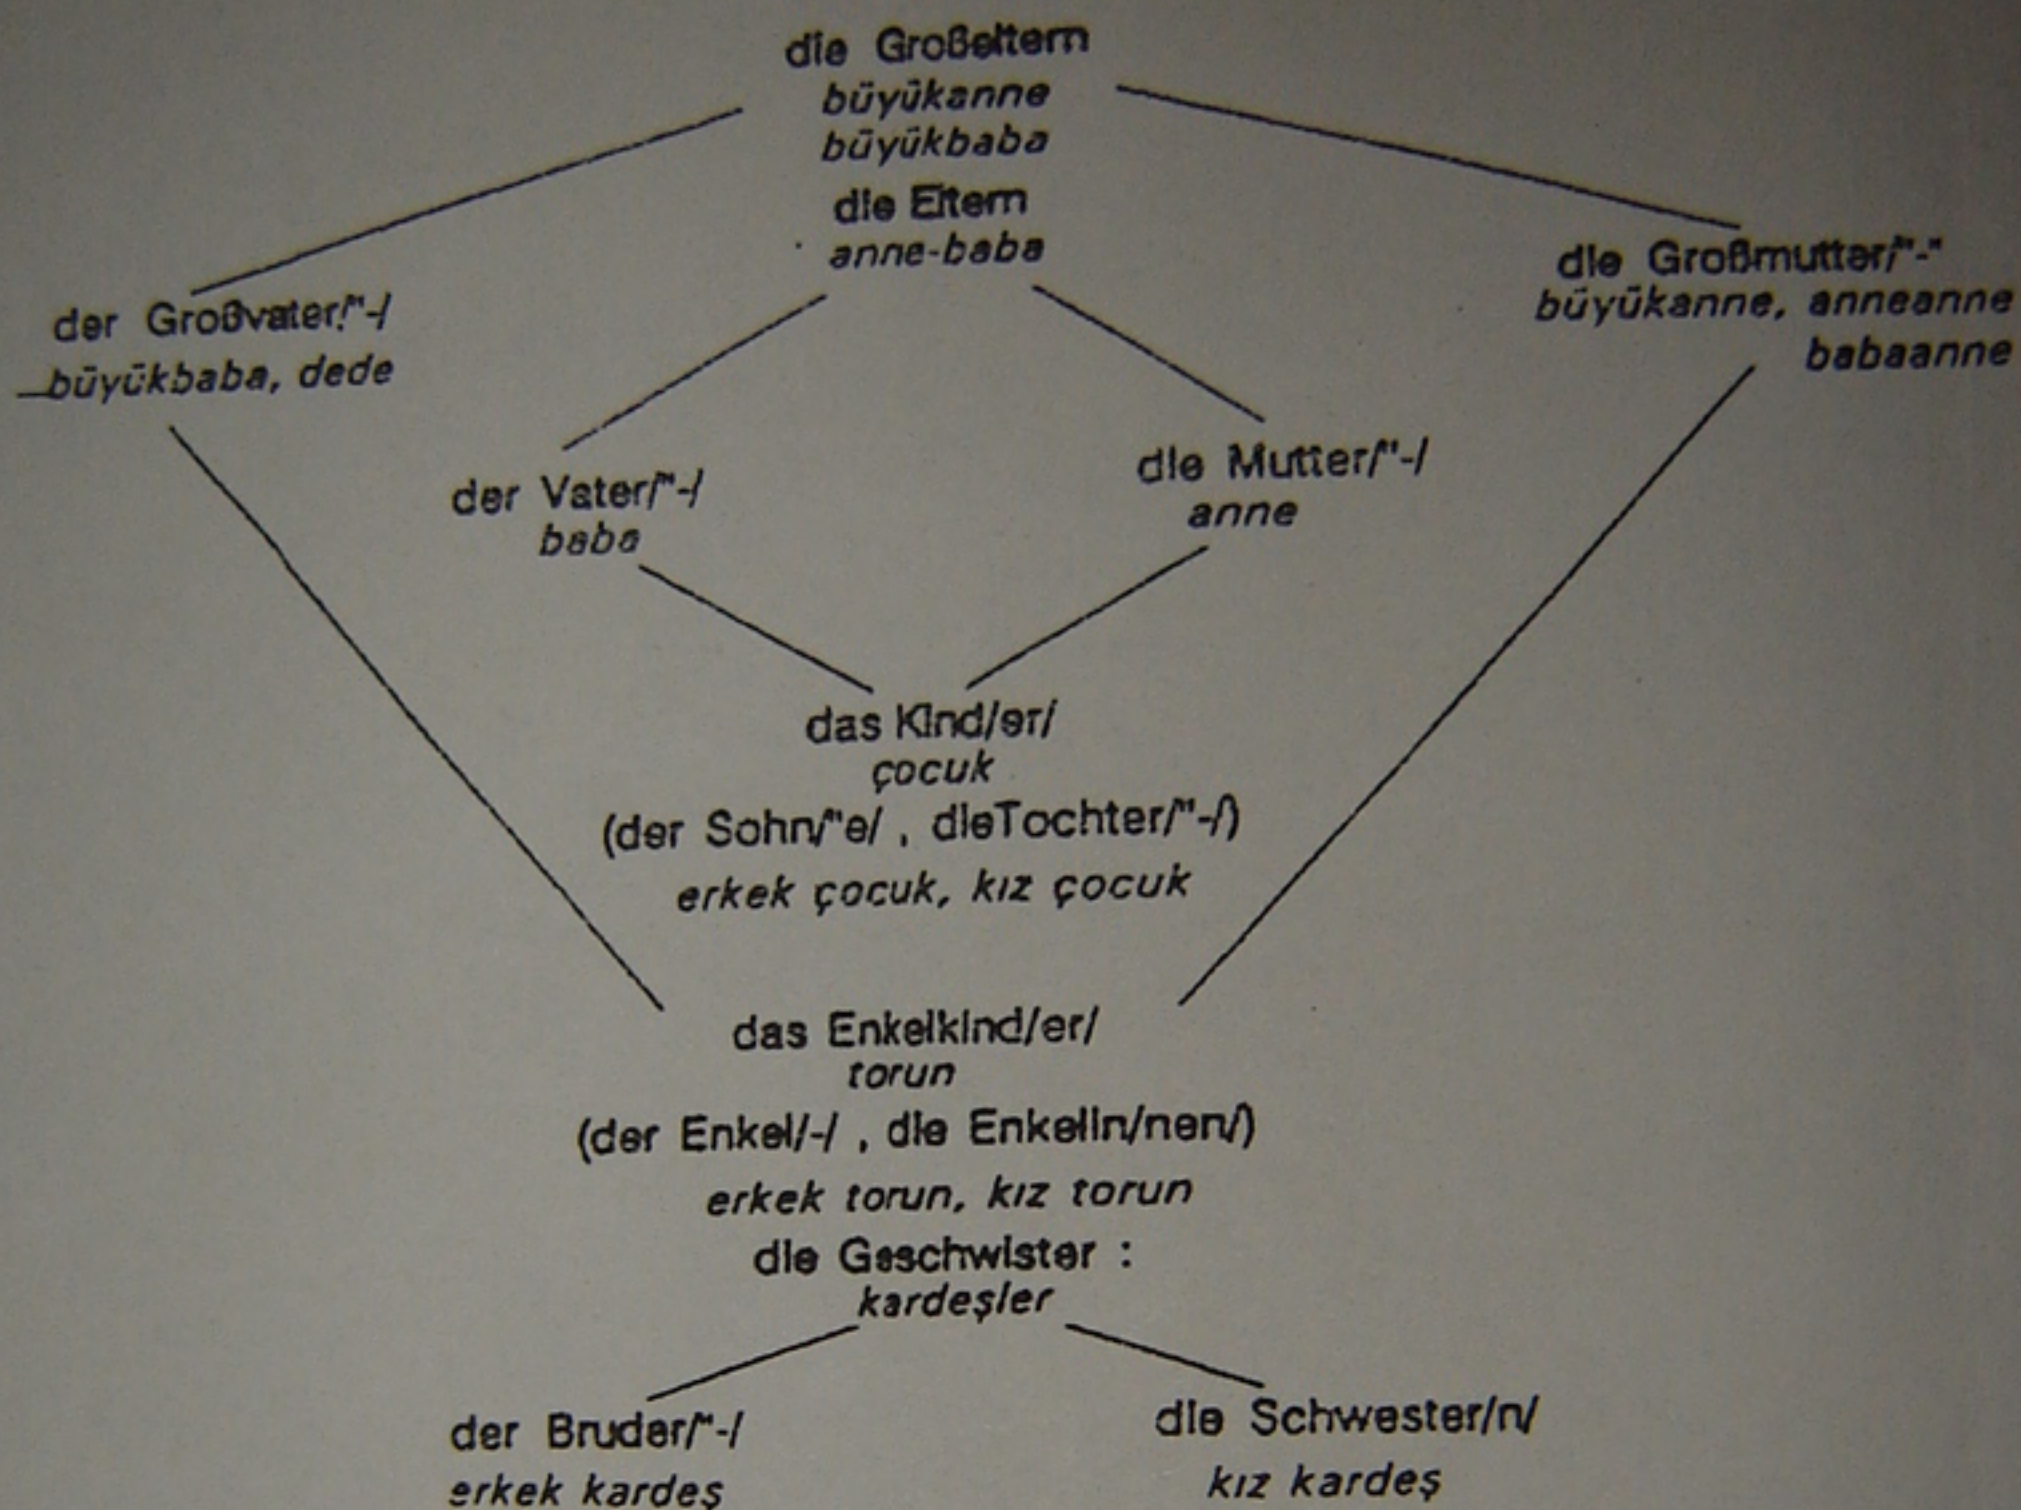 die Großeltern
büyükanne
büyükbaba
die Eltern
anne-baba
der Großvater/"-/
büyükbaba, dede
die Großmutter/"-"
büyükanne, anneanne
babaanne
der Vater/"-/
baba
die Mutter/"-/
anne
das Kind/er/
çocuk
(der Sohn/"e/ , dieTochter/"-/)
erkek çocuk, kız çocuk
das Enkelkind/er/
torun
(der Enkel/-/ , die Enkelin/nen/)
erkek torun, kız torun
die Geschwister :
kardeşler
der Bruder/"-/
erkek kardeş
die Schwester/n/
kız kardeş